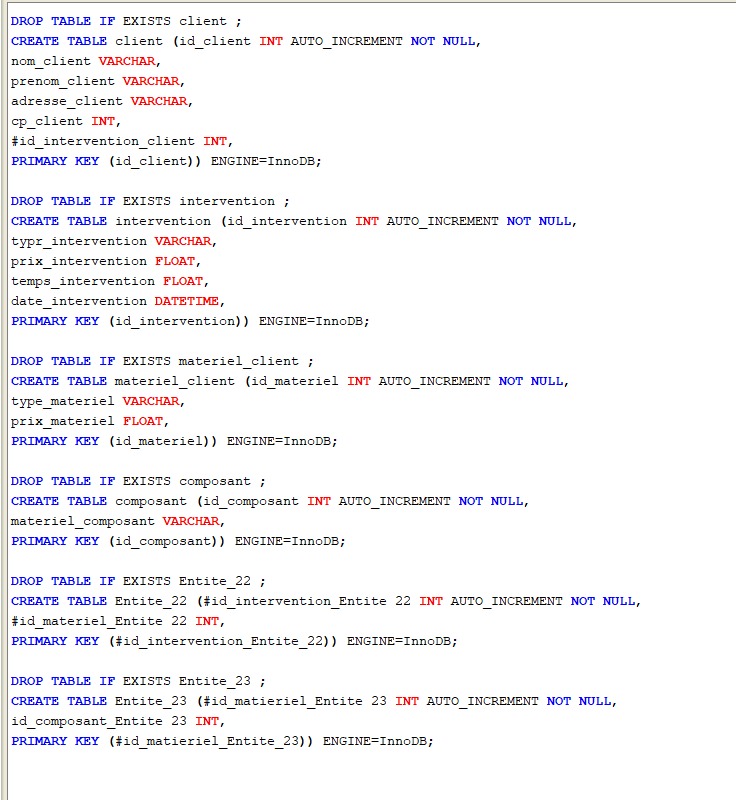 DROP TABLE IF EXISTS client ;
CREATE TABLE client (id_client INT AUTO_INCREMENT NOT NULL,
nom_client VARCHAR,
prenom_client VARCHAR,
adresse_client VARCHAR,
cp_client INT,
#id_intervention_client INT,
PRIMARY KEY (id_client)) ENGINE=InnoDB;
DROP TABLE IF EXISTS intervention ;
CREATE TABLE intervention (id_intervention INT AUTO_INCREMENT NOT NULL,
typr_intervention VARCHAR,
prix_intervention FLOAT,
temps_intervention FLOAT,
date_intervention DATETIME,
PRIMARY KEY (id_intervention)) ENGINE=InnoDB;
DROP TABLE IF EXISTS materiel_client ;
CREATE TABLE materiel_client (id_materiel INT AUTO_INCREMENT NOT NULL,
type_materiel VARCHAR,
prix_materiel FLOAT,
PRIMARY KEY (id_materiel)) ENGINE=InnoDB;
DROP TABLE IF EXISTS composant ;
CREATE TABLE composant (id_composant INT AUTO_INCREMENT NOT NULL,
materiel_composant VARCHAR,
PRIMARY KEY (id_composant)) ENGINE=InnoDB;
DROP TABLE IF EXISTS Entite_22 ;
CREATE TABLE Entite_22 (#id_intervention_Entite 22 INT AUTO_INCREMENT NOT NULL,
#id_materiel_Entite 22 INT,
PRIMARY KEY (#id_intervention_Entite_22)) ENGINE=InnoDB;
DROP TABLE IF EXISTS Entite_23 ;
CREATE TABLE Entite_23 (#id_matieriel_Entite 23 INT AUTO_INCREMENT NOT NULL,
id_composant_Entite 23 INT,
PRIMARY KEY (#id_matieriel_Entite_23)) ENGINE=InnoDB;